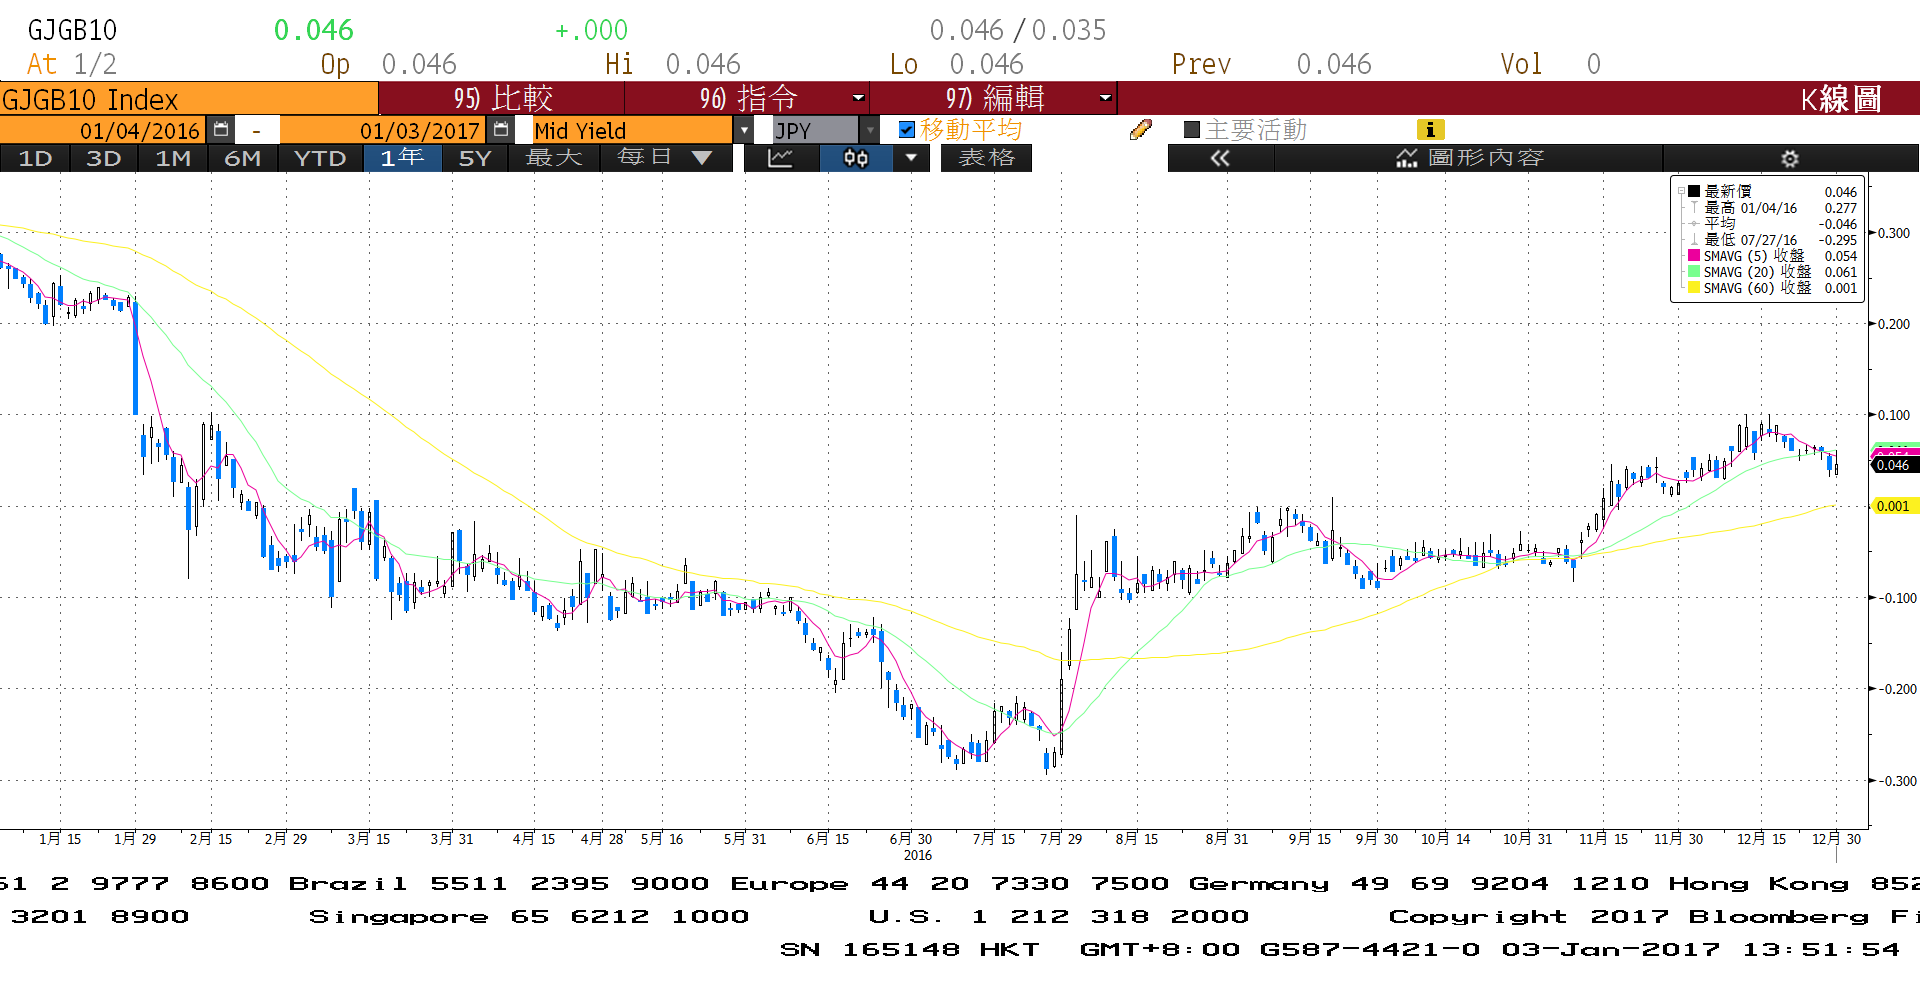 GJGB10 0.046 +.000 0.046 / 0.035
At 1/2 Op 0.046 Hi 0.046 Lo 0.046 Prev 0.046 Vol 0
GJGB10 Index 95) 比較 96) 指令 97) 編輯 K線圖
01/04/2016 - 01/03/2017 Mid Yield JPY 移動平均 主要活動
1D 3D 1M 6M YTD 1年 5Y 最大 每日 表格 « 圖形內容
最新價 0.046
最高 01/04/16 0.277
平均 -0.046
最低 07/27/16 -0.295
SMAVG (5) 收盤 0.054
SMAVG (20) 收盤 0.061
SMAVG (60) 收盤 0.001
0.300
0.200
0.100
0.046
0.001
-0.100
-0.200
-0.300
1月 15 1月 29 2月 15 2月 29 3月 15 3月 31 4月 15 4月 28 5月 16 5月 31 6月 15 6月 30 7月 15 7月 29 8月 15 8月 31 9月 15 9月 30 10月 14 10月 31 11月 15 11月 30 12月 15 12月 30
2016
61 2 9777 8600 Brazil 5511 2395 9000 Europe 44 20 7330 7500 Germany 49 69 9204 1210 Hong Kong 852
3201 8900 Singapore 65 6212 1000 U.S. 1 212 318 2000 Copyright 2017 Bloomberg Fi
SN 165148 HKT GMT+8:00 G587-4421-0 03-Jan-2017 13:51:54